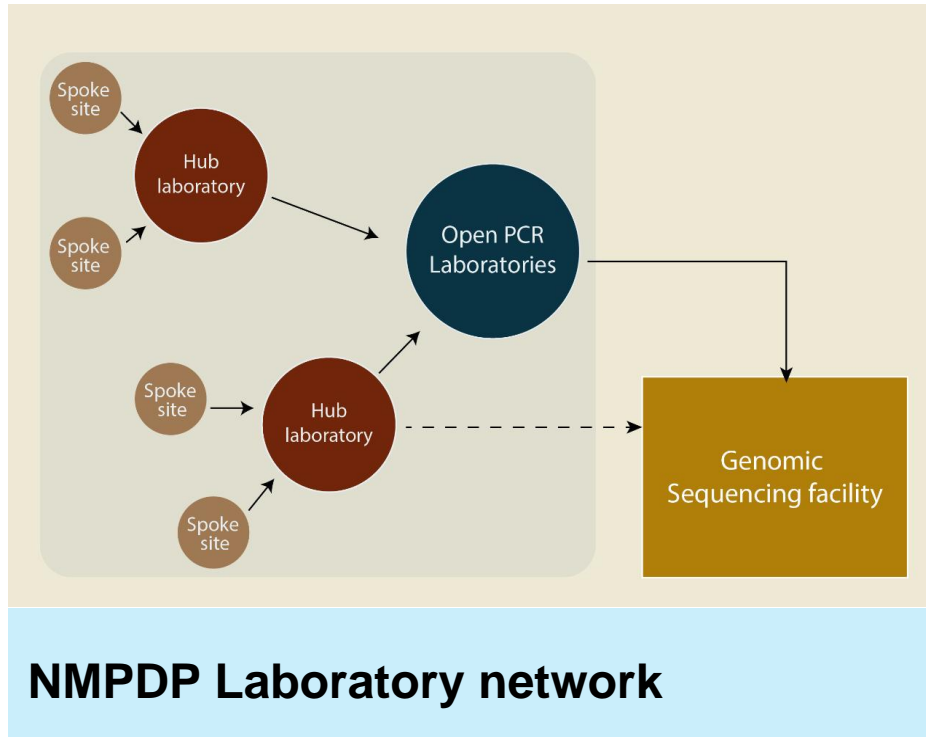 Spoke
site
Hub
laboratory
Spoke
site
Open PCR
Laboratories
Spoke
site
Hub
laboratory
Spoke
site
Genomic
Sequencing facility
NMPDP Laboratory network